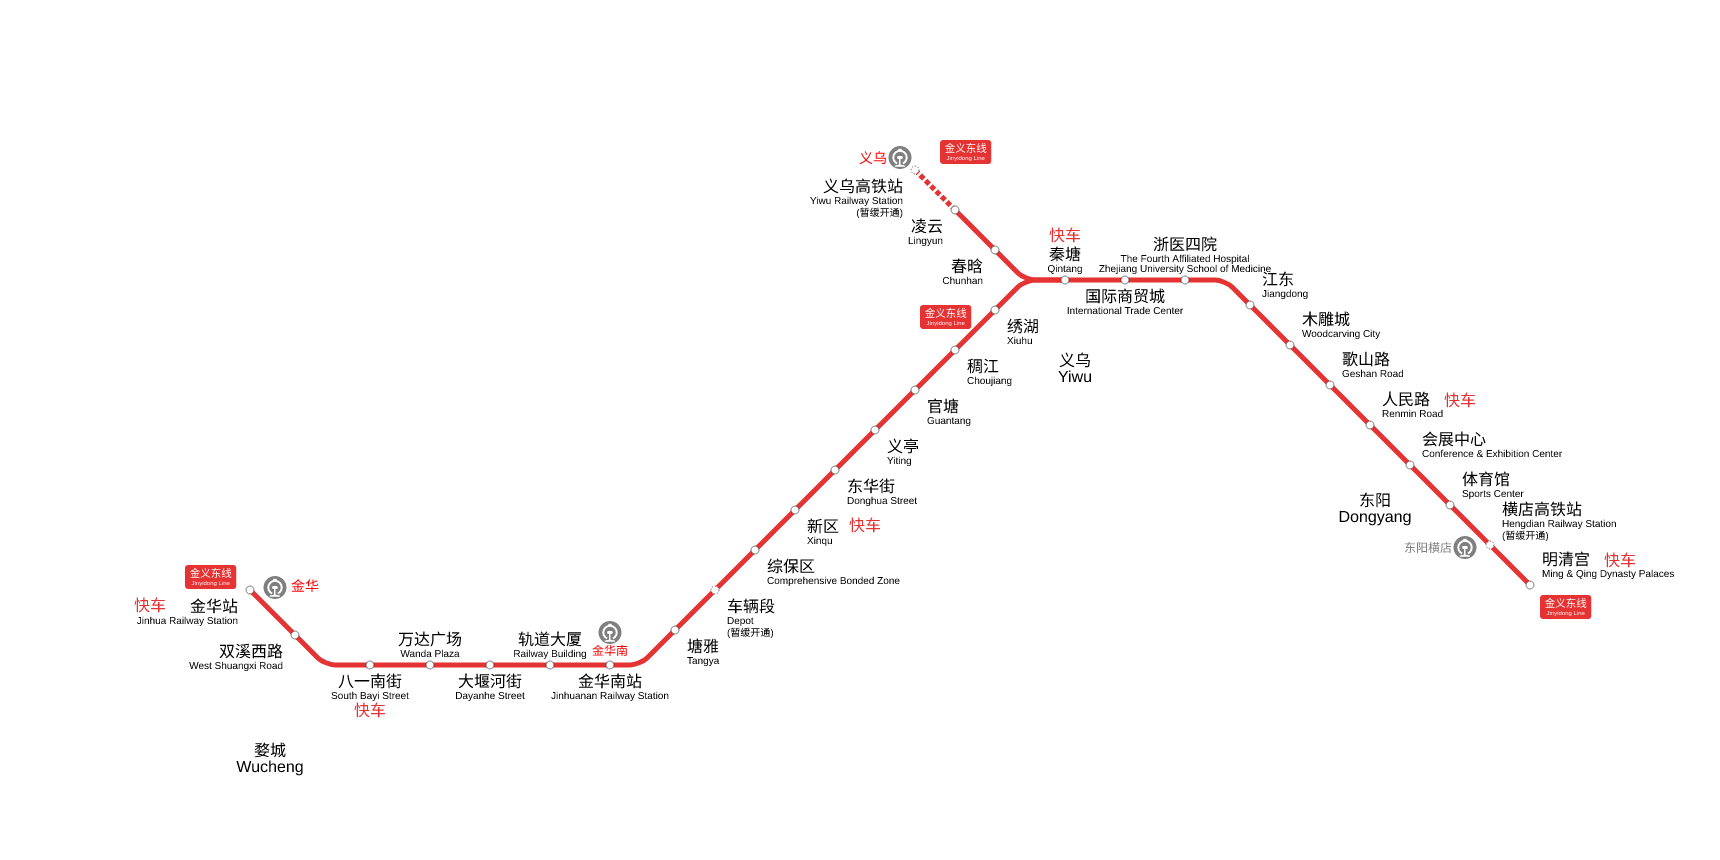 金义东线
Jinyidong Line
义乌
义乌高铁站
Yiwu Railway Station
(暂缓开通)
凌云
Lingyun
春晗
Chunhan
快车
秦塘
Qintang
浙医四院
The Fourth Affiliated Hospital
Zhejiang University School of Medicine
国际商贸城
International Trade Center
江东
Jiangdong
木雕城
Woodcarving City
歌山路
Geshan Road
人民路
快车
Renmin Road
会展中心
Conference & Exhibition Center
体育馆
Sports Center
横店高铁站
Hengdian Railway Station
(暂缓开通)
东阳横店
明清宫
快车
Ming & Qing Dynasty Palaces
金义东线
Jinyidong Line
东阳
Dongyang
义乌
Yiwu
金义东线
Jinyidong Line
绣湖
Xiuhu
稠江
Choujiang
官塘
Guantang
义亭
Yiting
东华街
Donghua Street
新区
快车
Xinqu
综保区
Comprehensive Bonded Zone
车辆段
Depot
(暂缓开通)
塘雅
Tangya
金华南
金华南站
Jinhuanan Railway Station
轨道大厦
Railway Building
大堰河街
Dayanhe Street
万达广场
Wanda Plaza
八一南街
South Bayi Street
快车
双溪西路
West Shuangxi Road
金义东线
Jinyidong Line
金华
快车
金华站
Jinhua Railway Station
婺城
Wucheng